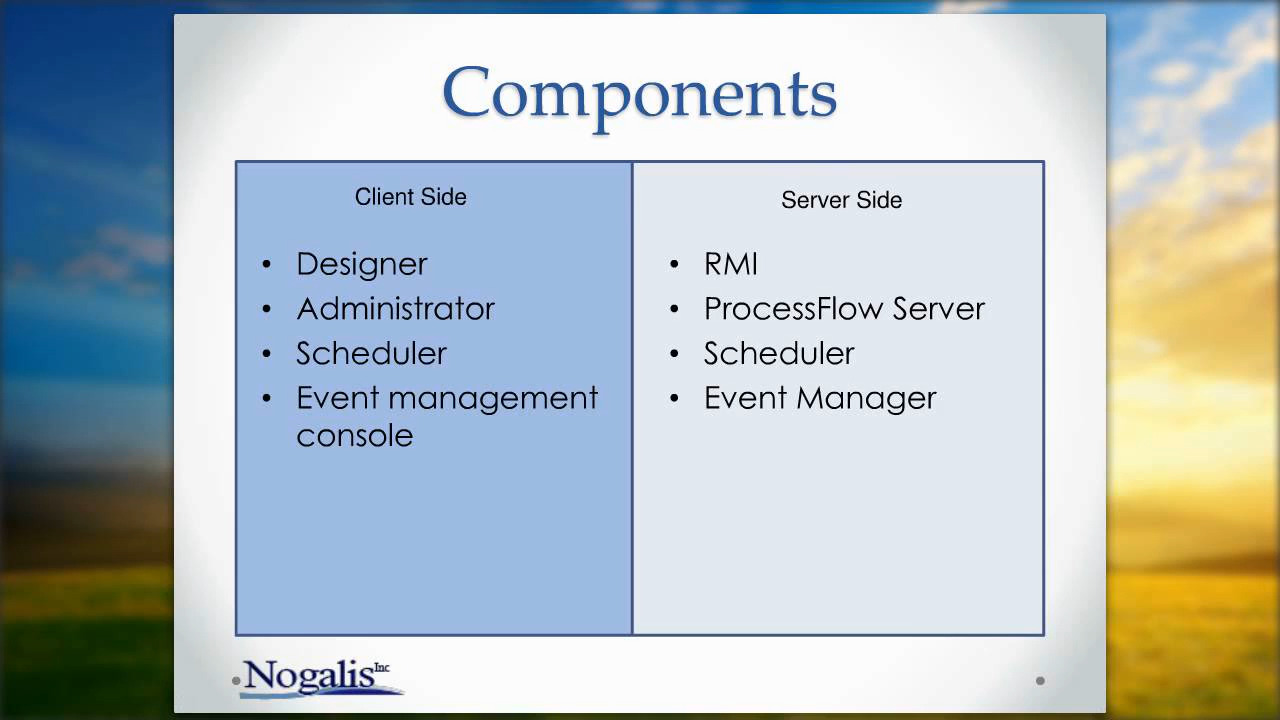 Components
Client Side
• Designer
• Administrator
• Scheduler
• Event management
console
Server Side
• RMI
• ProcessFlow Server
• Scheduler
• Event Manager
Nogalis Inc